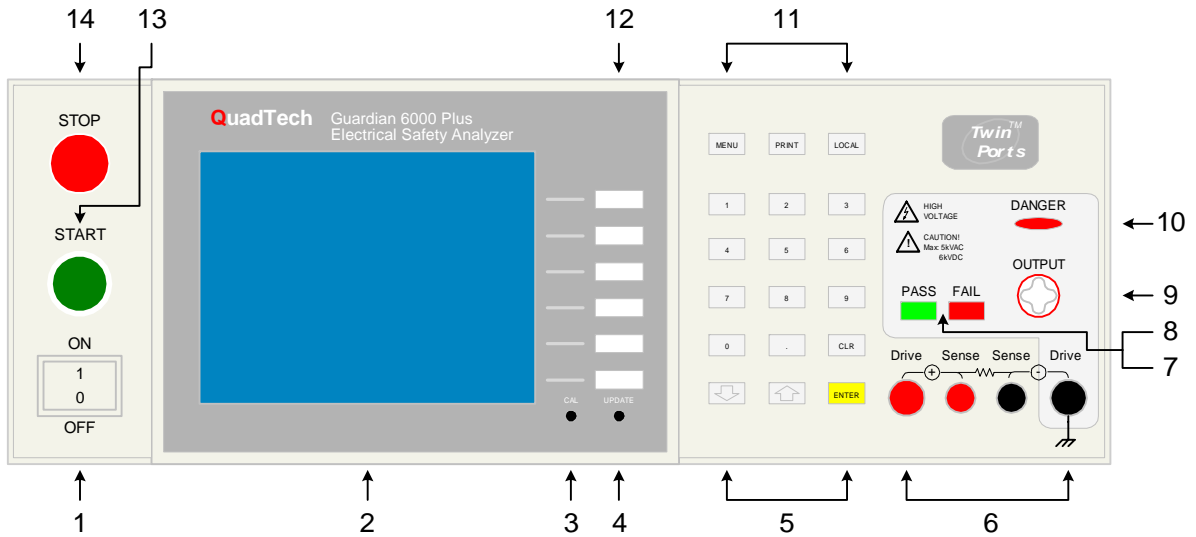 14 13 12 11
STOP
START
ON
1
0
OFF
QuadTech Guardian 6000 Plus
Electrical Safety Analyzer
CAL UPDATE
MENU PRINT LOCAL
1 2 3
4 5 6
7 8 9
0 . CLR
ENTER
Twin TM
Ports
HIGH
VOLTAGE
DANGER
CAUTION!
Max: 5kVAC
6kVDC
OUTPUT
PASS FAIL
Drive Sense Sense Drive
+ -
10
9
8
7
1 2 3 4 5 6